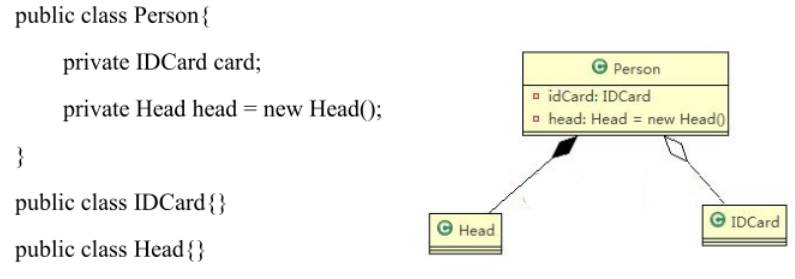 public class Person{
private IDCard card;
private Head head = new Head();
}
public class IDCard{}
public class Head{}
C Person
idCard: IDCard
head: Head = new Head()
C Head
C IDCard